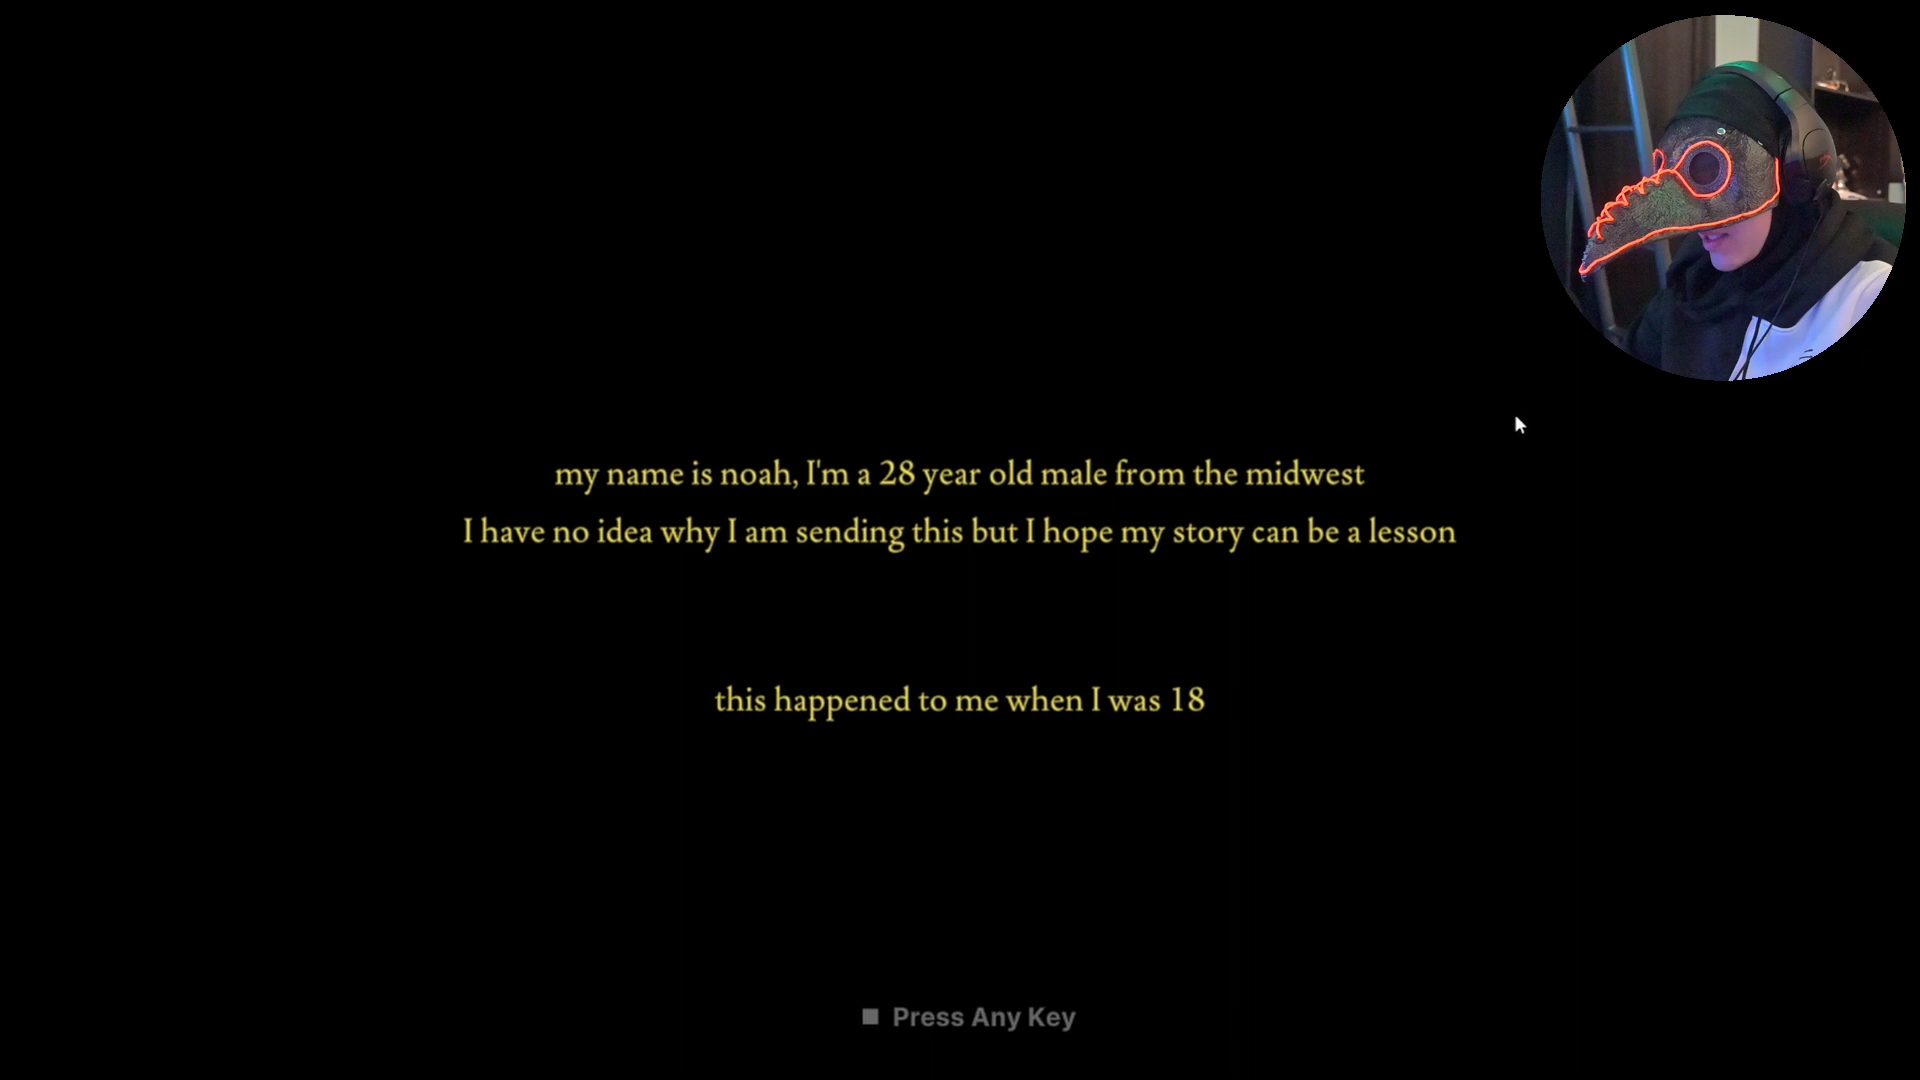 my name is noah, I'm a 28 year old male from the midwest
I have no idea why I am sending this but I hope my story can be a lesson
this happened to me when I was 18
Press Any Key